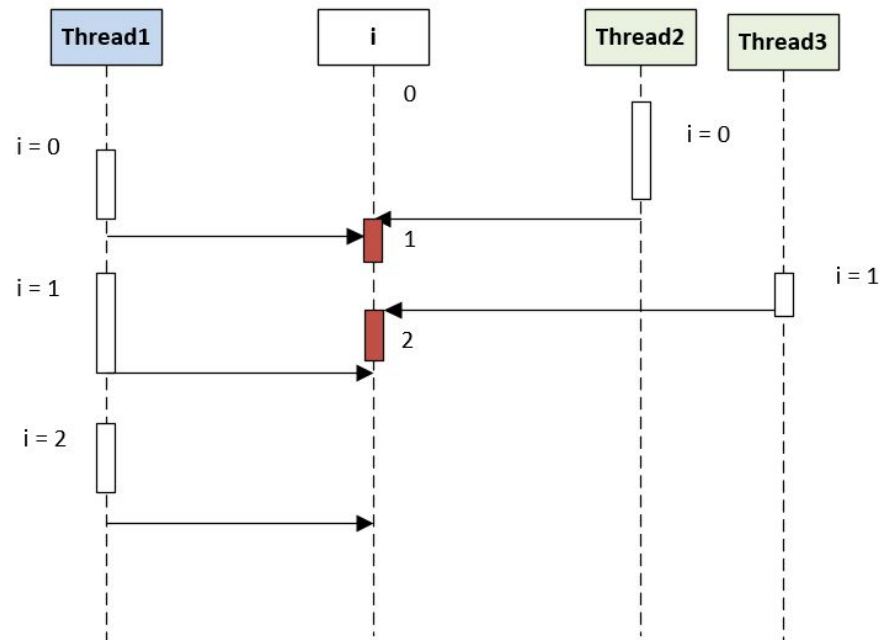 Thread1
i
Thread2
Thread3
0
i = 0
i = 0
1
i = 1
i = 1
2
i = 2